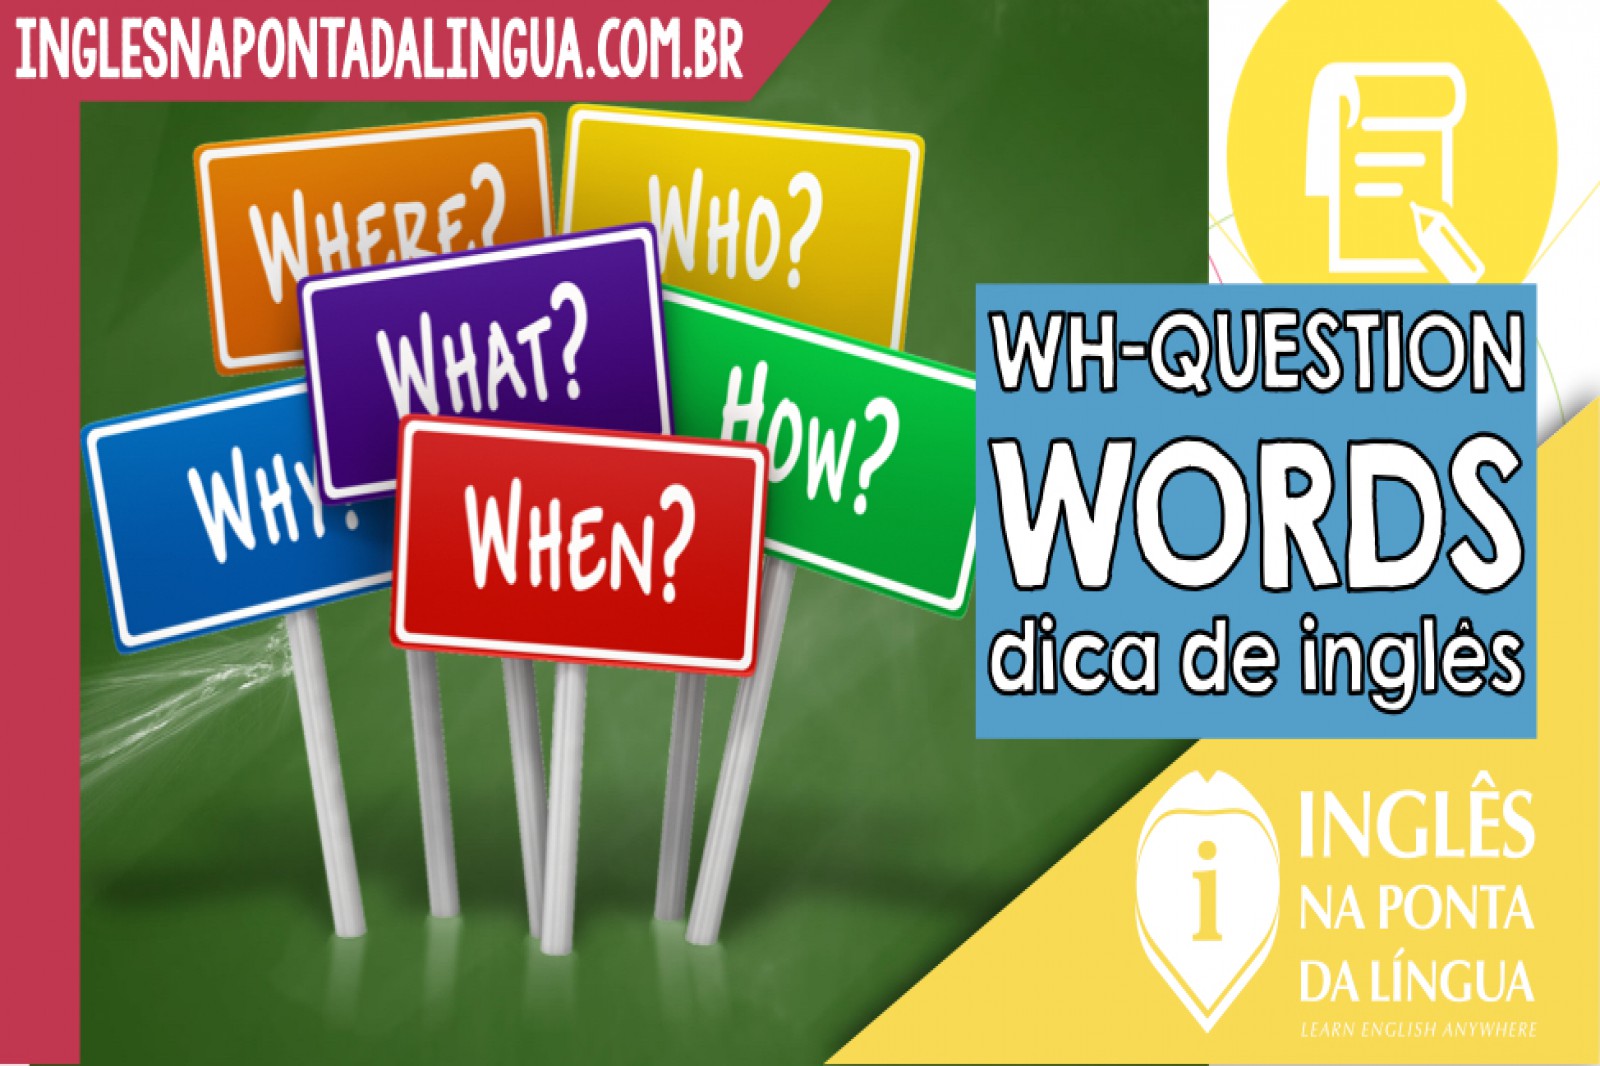 INGLESNAPONTADALINGUA.COM.BR
WHERE?
WHO?
WHAT?
HOW?
WHY?
WHEN?
WH-QUESTION
WORDS
dica de inglês
i
INGLÊS
NA PONTA
DA LÍNGUA
LEARN ENGLISH ANYWHERE